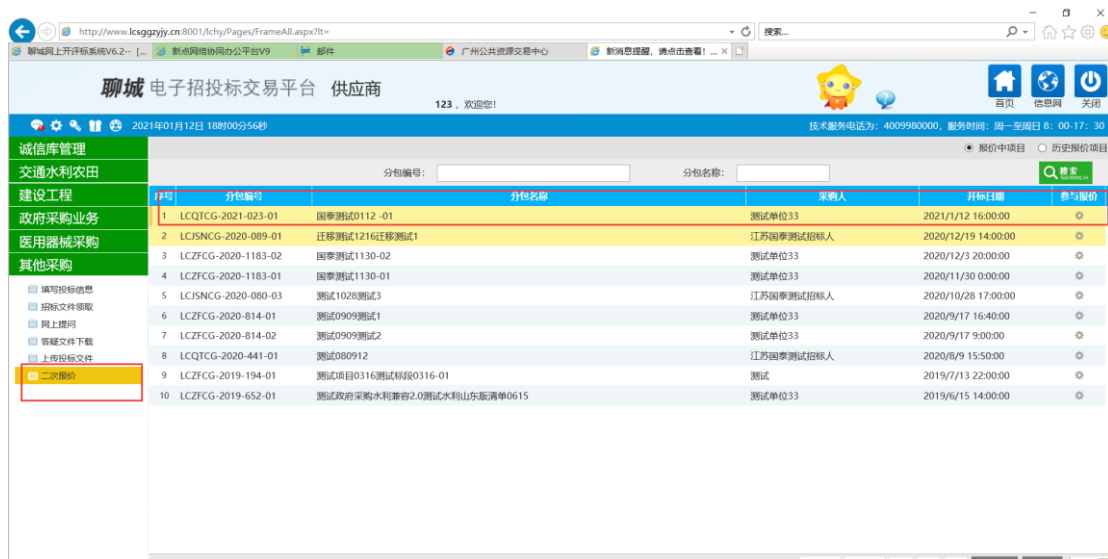 http://www.lcsggzyjy.cn:8001/lchy/Pages/FrameAll.aspx?lt=
搜索...
聊城网上开评标系统V6.2-- [... 新点网络协同办公平台V9 邮件 广州公共资源交易中心 新消息提醒，请点击查看! ...
聊城 电子招投标交易平台 供应商
123 ，欢迎您!
首页 信息网 关闭
2021年01月12日 18时00分56秒
技术服务电话为：4009980000，服务时间：周一至周日 8：00-17：30
诚信库管理
交通水利农田
建设工程
政府采购业务
医用器械采购
其他采购
填写投标信息
招标文件领取
网上提问
答疑文件下载
上传投标文件
二次报价
报价中项目 历史报价项目
分包编号： 分包名称： 搜索 SEARCH
序号 分包编号 分包名称 采购人 开标日期 参与报价
1 LCQTCG-2021-023-01 国泰测试0112 -01 测试单位33 2021/1/12 16:00:00
2 LCJSNCG-2020-089-01 迁移测试1216迁移测试1 江苏国泰测试招标人 2020/12/19 14:00:00
3 LCZFCG-2020-1183-02 国泰测试1130-02 测试单位33 2020/12/3 20:00:00
4 LCZFCG-2020-1183-01 国泰测试1130-01 测试单位33 2020/11/30 0:00:00
5 LCJSNCG-2020-080-03 测试1028测试3 江苏国泰测试招标人 2020/10/28 17:00:00
6 LCZFCG-2020-814-01 测试0909测试1 测试单位33 2020/9/17 16:40:00
7 LCZFCG-2020-814-02 测试0909测试2 测试单位33 2020/9/17 9:00:00
8 LCQTCG-2020-441-01 测试080912 江苏国泰测试招标人 2020/8/9 15:50:00
9 LCZFCG-2019-194-01 测试项目0316测试标段0316-01 测试 2019/7/13 22:00:00
10 LCZFCG-2019-652-01 测试政府采购水利兼容2.0测试水利山东版清单0615 测试单位33 2019/6/15 14:00:00